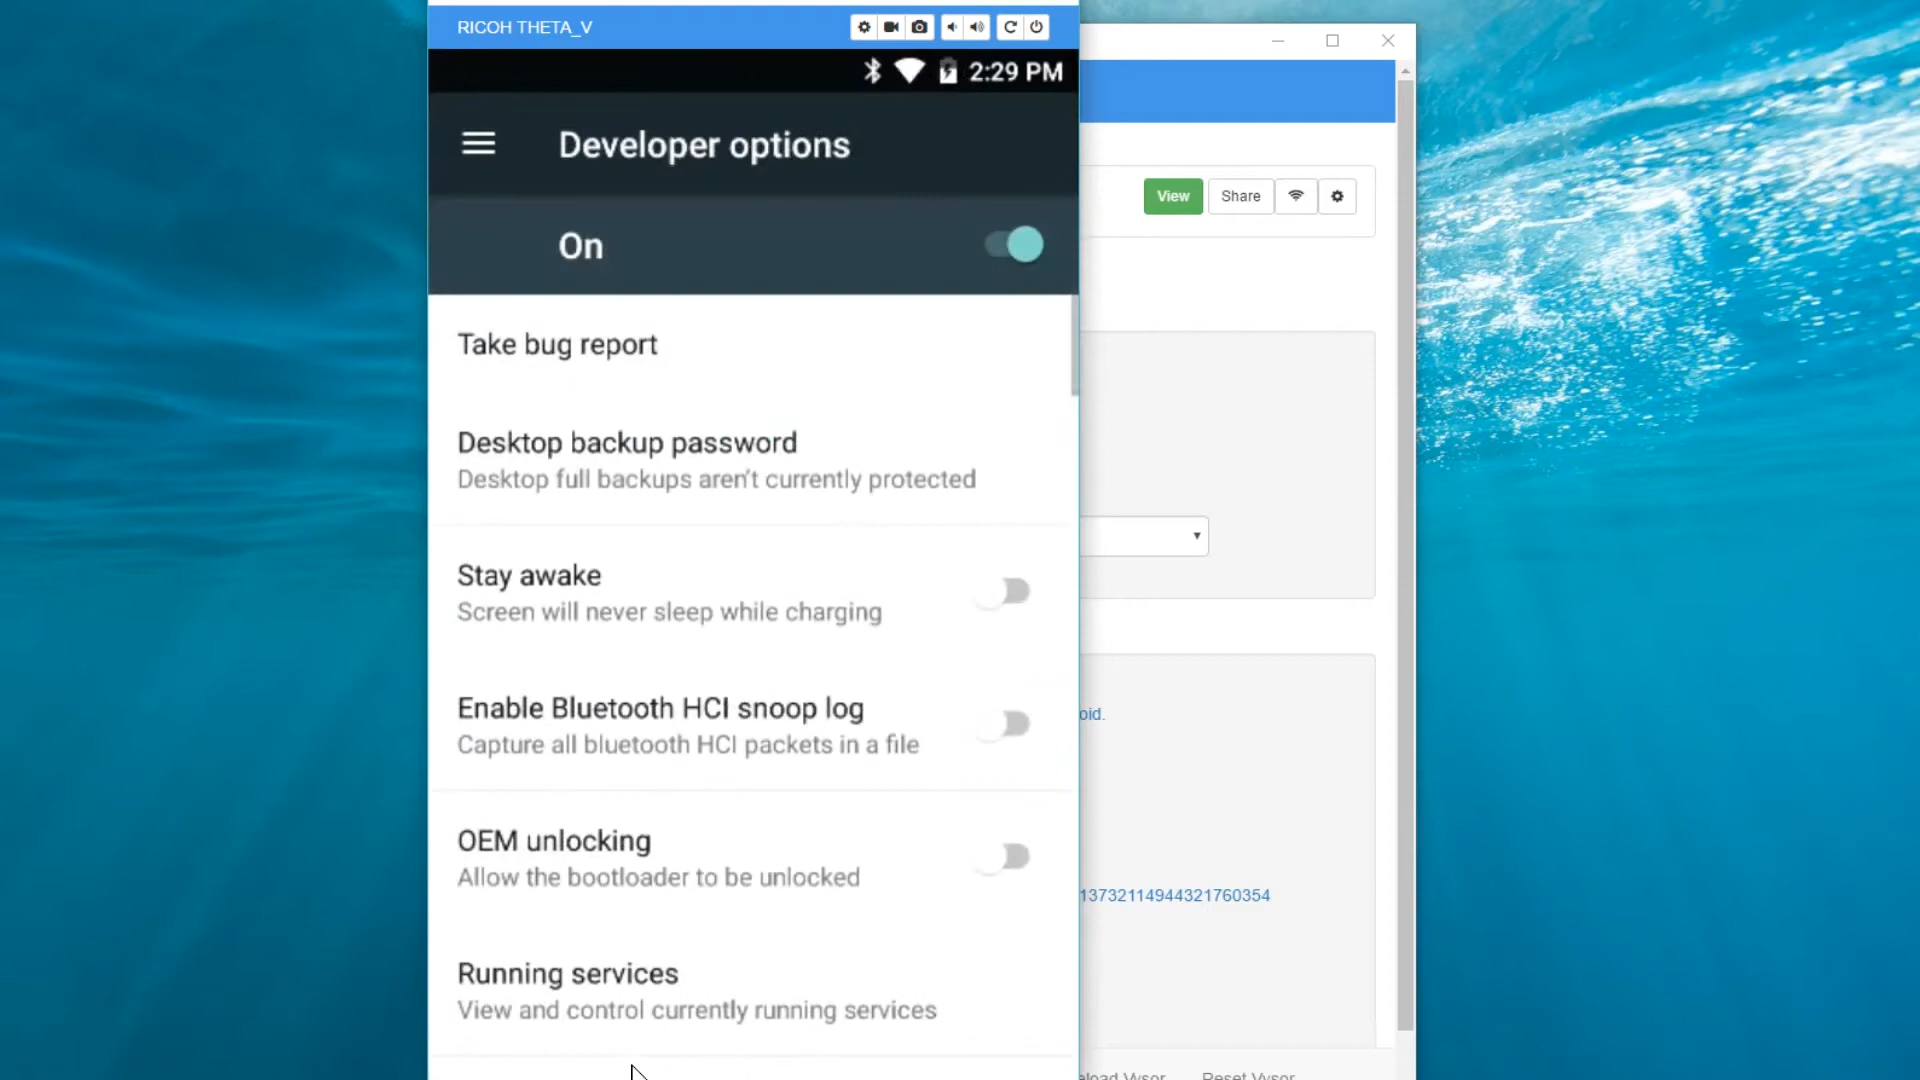 RICOH THETA_V
2:29 PM
Developer options
On
Take bug report
Desktop backup password
Desktop full backups aren't currently protected
Stay awake
Screen will never sleep while charging
Enable Bluetooth HCI snoop log
Capture all bluetooth HCI packets in a file
OEM unlocking
Allow the bootloader to be unlocked
Running services
View and control currently running services
View
Share
oid.
13732114944321760354
eload Vysor
Reset Vysor